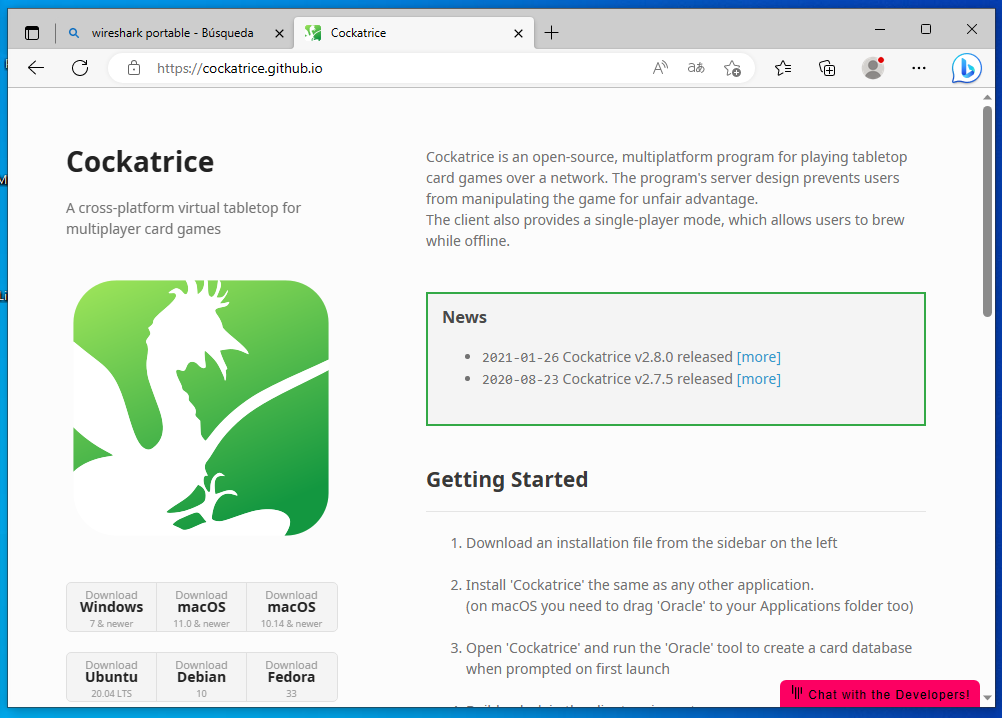 wireshark portable - Búsqueda
Cockatrice
https://cockatrice.github.io
Cockatrice
A cross-platform virtual tabletop for
multiplayer card games
Download
Windows
7 & newer
Download
macOS
11.0 & newer
Download
macOS
10.14 & newer
Download
Ubuntu
20.04 LTS
Download
Debian
10
Download
Fedora
33
Cockatrice is an open-source, multiplatform program for playing tabletop
card games over a network. The program's server design prevents users
from manipulating the game for unfair advantage.
The client also provides a single-player mode, which allows users to brew
while offline.
News
• 2021-01-26 Cockatrice v2.8.0 released [more]
• 2020-08-23 Cockatrice v2.7.5 released [more]
Getting Started
1. Download an installation file from the sidebar on the left
2. Install 'Cockatrice' the same as any other application.
(on macOS you need to drag 'Oracle' to your Applications folder too)
3. Open 'Cockatrice' and run the 'Oracle' tool to create a card database
when prompted on first launch
Chat with the Developers!